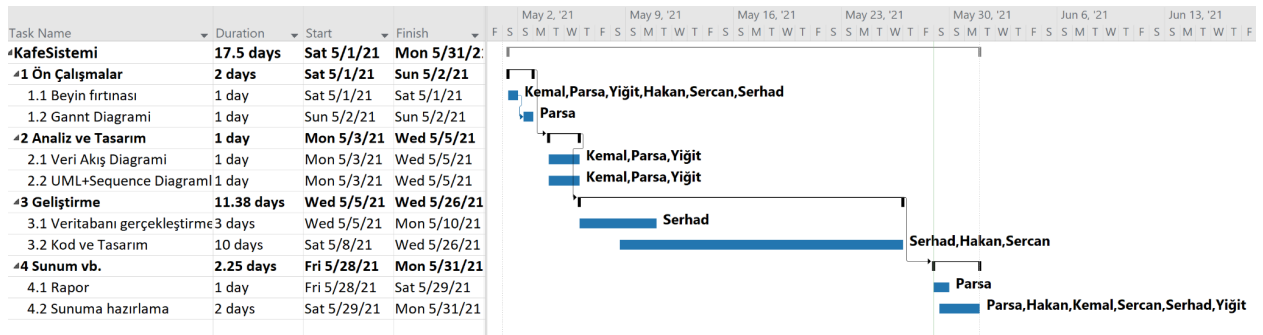 May 2, '21 May 9, '21 May 16, '21 May 23, '21 May 30, '21 Jun 6, '21 Jun 13, '21
Task Name Duration Start Finish F S S M T W T F S S M T W T F S S M T W T F S S M T W T F S S M T W T F S S M T W T F S S M T W T F
KafeSistemi 17.5 days Sat 5/1/21 Mon 5/31/2
1 Ön Çalışmalar 2 days Sat 5/1/21 Sun 5/2/21
1.1 Beyin fırtınası 1 day Sat 5/1/21 Sat 5/1/21 Kemal,Parsa,Yiğit,Hakan,Sercan,Serhad
1.2 Gannt Diagrami 1 day Sun 5/2/21 Sun 5/2/21 Parsa
2 Analiz ve Tasarım 1 day Mon 5/3/21 Wed 5/5/21
2.1 Veri Akış Diagrami 1 day Mon 5/3/21 Wed 5/5/21 Kemal,Parsa,Yiğit
2.2 UML+Sequence Diagraml 1 day Mon 5/3/21 Wed 5/5/21 Kemal,Parsa,Yiğit
3 Geliştirme 11.38 days Wed 5/5/21 Wed 5/26/21
3.1 Veritabanı gerçekleştirme 3 days Wed 5/5/21 Mon 5/10/21 Serhad
3.2 Kod ve Tasarım 10 days Sat 5/8/21 Wed 5/26/21 Serhad,Hakan,Sercan
4 Sunum vb. 2.25 days Fri 5/28/21 Mon 5/31/21
4.1 Rapor 1 day Fri 5/28/21 Sat 5/29/21 Parsa
4.2 Sunuma hazırlama 2 days Sat 5/29/21 Mon 5/31/21 Parsa,Hakan,Kemal,Sercan,Serhad,Yiğit